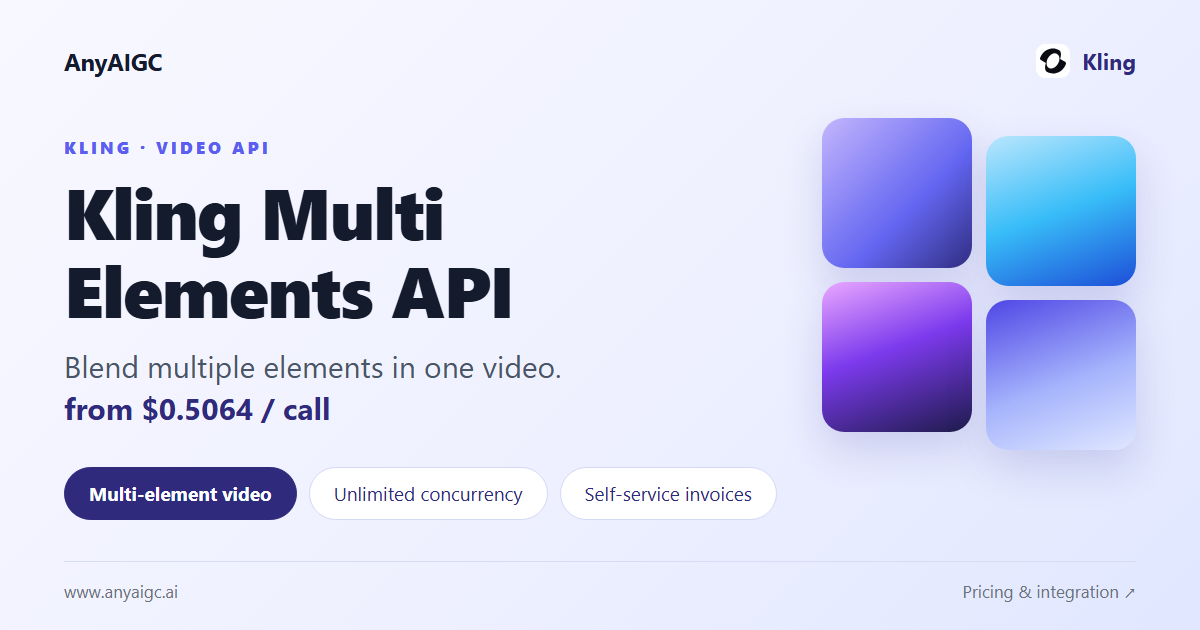 AnyAIGC
Kling
KLING · VIDEO API
Kling Multi
Elements API
Blend multiple elements in one video.
from $0.5064 / call
Multi-element video
Unlimited concurrency
Self-service invoices
www.anyaigc.ai
Pricing & integration ↗